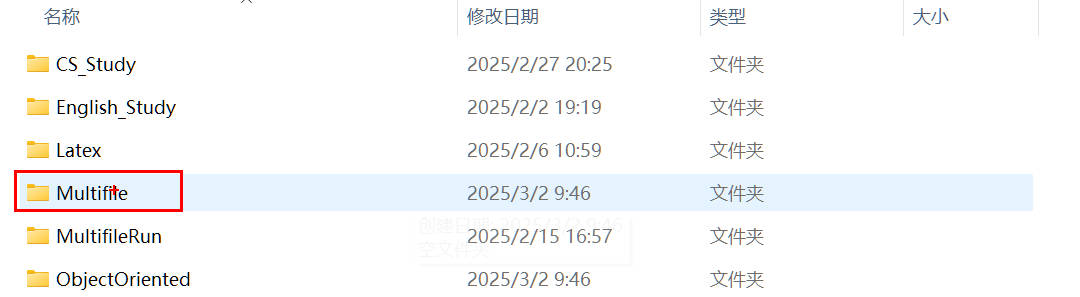 名称 修改日期 类型 大小
CS_Study 2025/2/27 20:25 文件夹
English_Study 2025/2/2 19:19 文件夹
Latex 2025/2/6 10:59 文件夹
Multifile 2025/3/2 9:46 文件夹
创建日期: 2025/3/2 9:46
MultifileRun 2025/2/15 16:57 文件夹
空文件夹
ObjectOriented 2025/3/2 9:46 文件夹